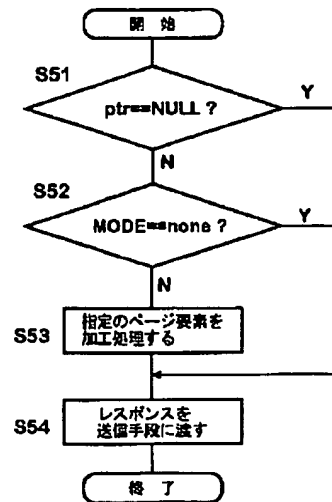 開始
S51
ptr==NULL ?
Y
N
S52
MODE==none ?
Y
N
S53
指定のページ要素を
加工処理する
S54
レスポンスを
送信手段に渡す
終了